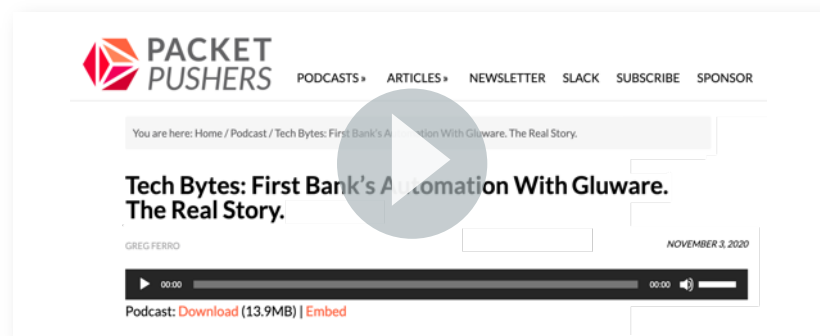 PACKET
PUSHERS
PODCASTS » ARTICLES » NEWSLETTER SLACK SUBSCRIBE SPONSOR
You are here: Home / Podcast / Tech Bytes: First Bank's Automation With Gluware. The Real Story.
Tech Bytes: First Bank's Automation With Gluware.
The Real Story.
GREG FERRO NOVEMBER 3, 2020
00:00 00:00
Podcast: Download (13.9MB) | Embed